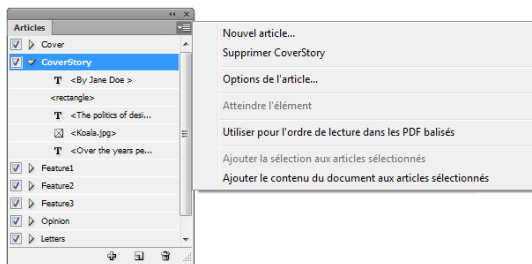 Articles
Cover
CoverStory
T <By Jane Doe >
<rectangle>
T <The politics of desi...
<Koala.jpg>
T <Over the years pe...
Feature1
Feature2
Feature3
Opinion
Letters
Nouvel article...
Supprimer CoverStory
Options de l'article...
Atteindre l'élément
Utiliser pour l'ordre de lecture dans les PDF balisés
Ajouter la sélection aux articles sélectionnés
Ajouter le contenu du document aux articles sélectionnés